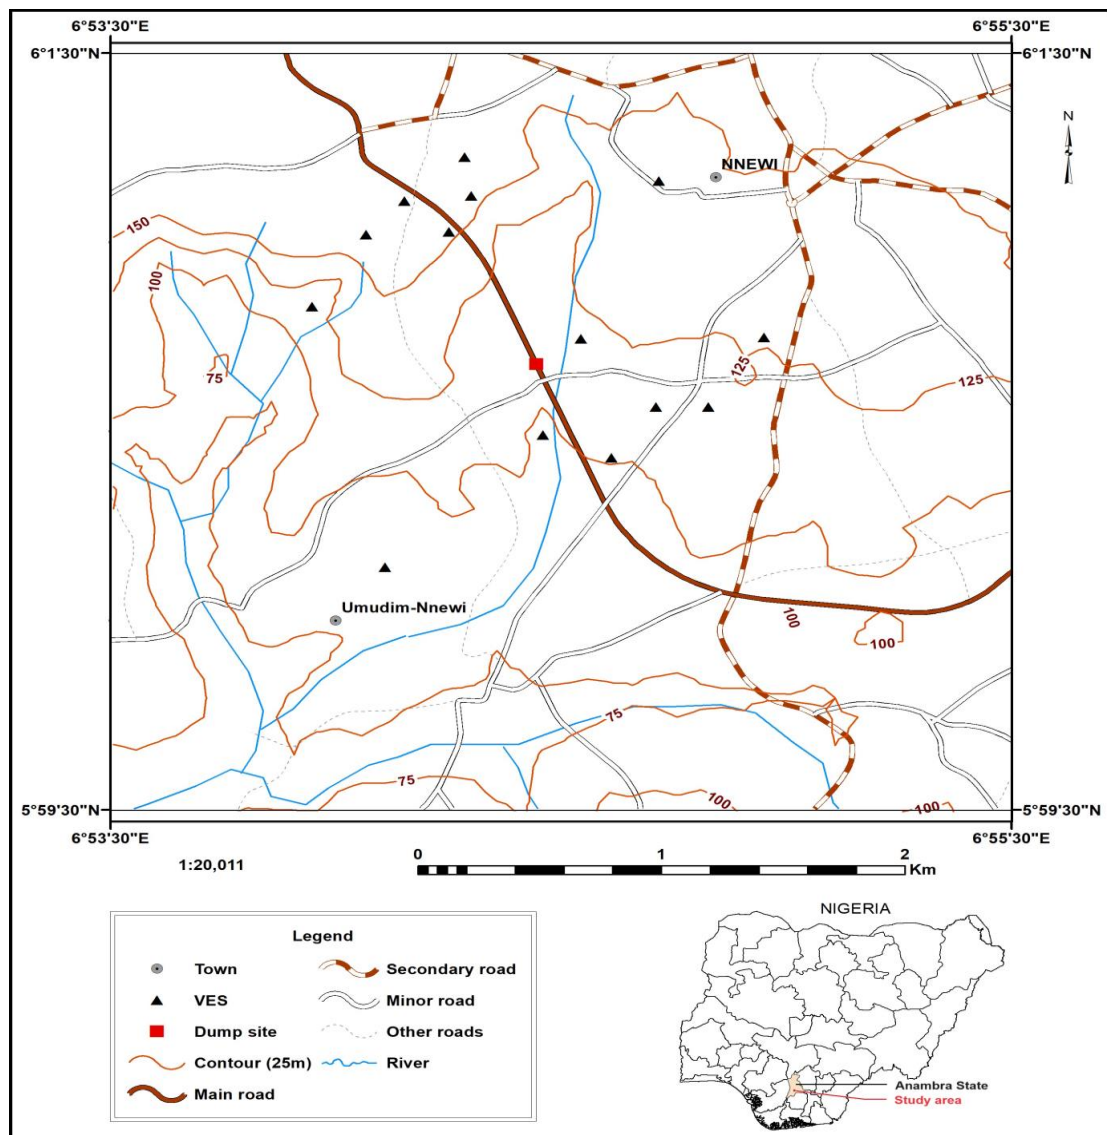 6°53'30"E 6°55'30"E
6°1'30"N 6°1'30"N
N
NNEWI
150
100
75
125
125
Umudim-Nnewi
100
100
75
75
100
100
5°59'30"N 5°59'30"N
6°53'30"E 6°55'30"E
1:20,011
0 1 2
Km
NIGERIA
Legend
Town Secondary road
VES Minor road
Dump site Other roads
Contour (25m) River
Main road
Anambra State
Study area